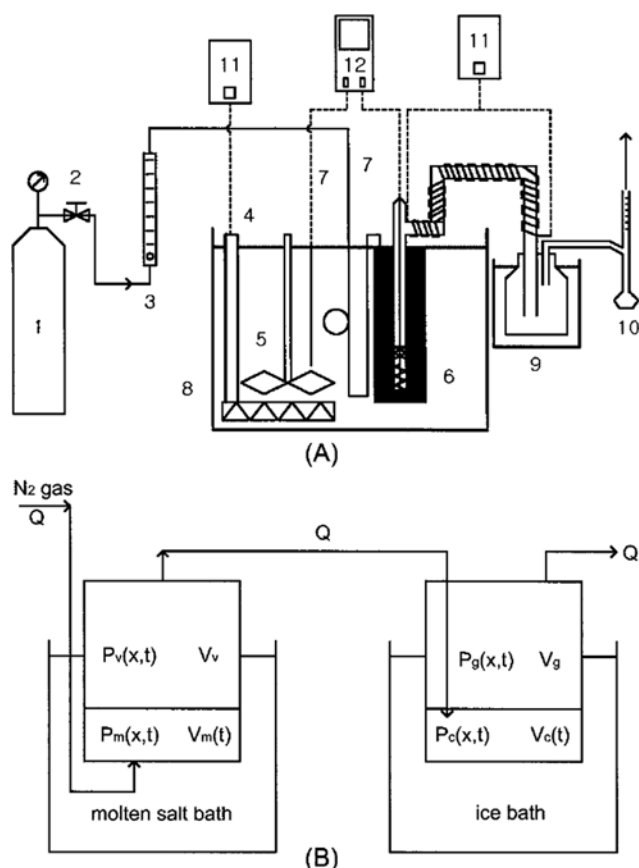 11
12
11
2
7
7
4
3
1
5
10
6
9
8
(A)
N2 gas
Q
Q
Q
Pv(x,t) Vv
Pg(x,t) Vg
Pm(x,t) Vm(t)
Pc(x,t) Vc(t)
molten salt bath
ice bath
(B)